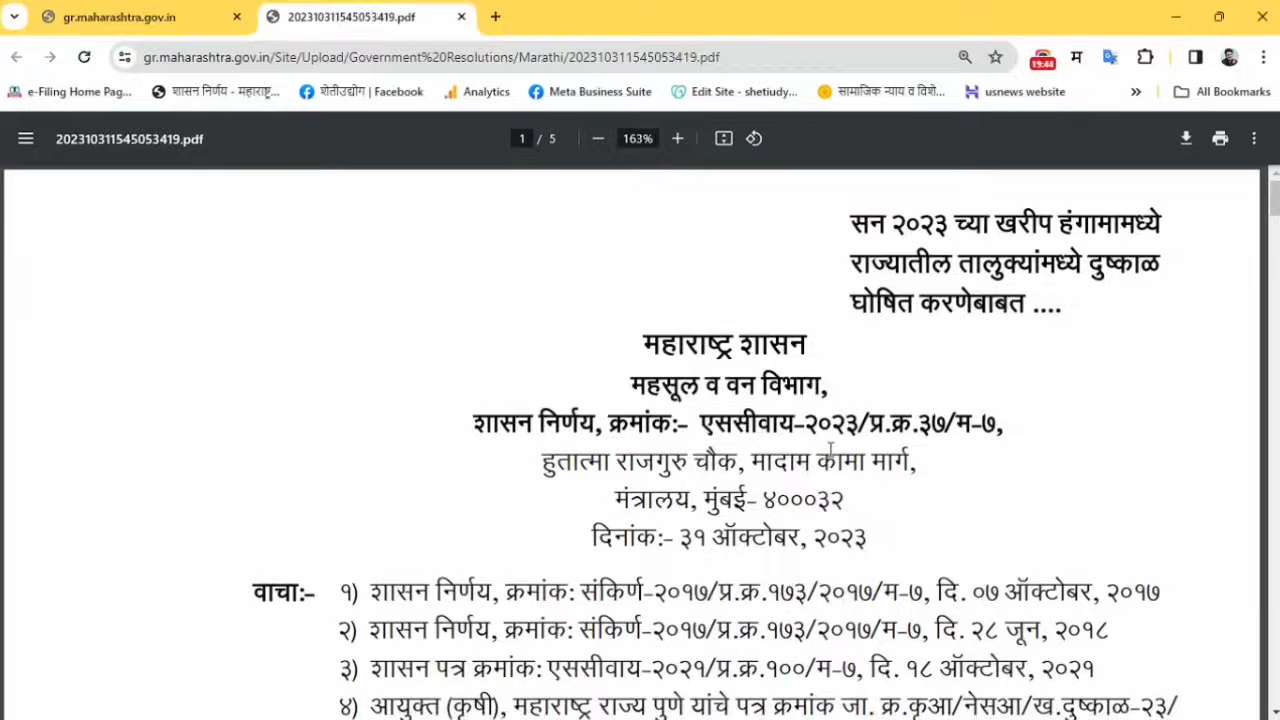 gr.maharashtra.gov.in
202310311545053419.pdf
gr.maharashtra.gov.in/Site/Upload/Government%20Resolutions/Marathi/202310311545053419.pdf
19:44
म
e-Filing Home Pag...
शासन निर्णय - महाराष्ट्र...
शेतीउद्योग | Facebook
Analytics
Meta Business Suite
Edit Site - shetiudy...
सामाजिक न्याय व विशे...
usnews website
»
All Bookmarks
202310311545053419.pdf
1 / 5
163%
सन २०२३ च्या खरीप हंगामामध्ये
राज्यातील तालुक्यांमध्ये दुष्काळ
घोषित करणेबाबत ....
महाराष्ट्र शासन
महसूल व वन विभाग,
शासन निर्णय, क्रमांक:- एससीवाय-२०२३/प्र.क्र.३७/म-७,
हुतात्मा राजगुरु चौक, मादाम कामा मार्ग,
मंत्रालय, मुंबई- ४०००३२
दिनांक:- ३१ ऑक्टोबर, २०२३
वाचा:- १) शासन निर्णय, क्रमांक: संकिर्ण-२०१७/प्र.क्र.१७३/२०१७/म-७, दि. ०७ ऑक्टोबर, २०१७
२) शासन निर्णय, क्रमांक: संकिर्ण-२०१७/प्र.क्र.१७३/२०१७/म-७, दि. २८ जून, २०१८
३) शासन पत्र क्रमांक: एससीवाय-२०२१/प्र.क्र.१००/म-७, दि. १८ ऑक्टोबर, २०२१
४) आयुक्त (कृषी), महाराष्ट्र राज्य पुणे यांचे पत्र क्रमांक जा. क्र.कृआ/नेसआ/ख.दुष्काळ-२३/